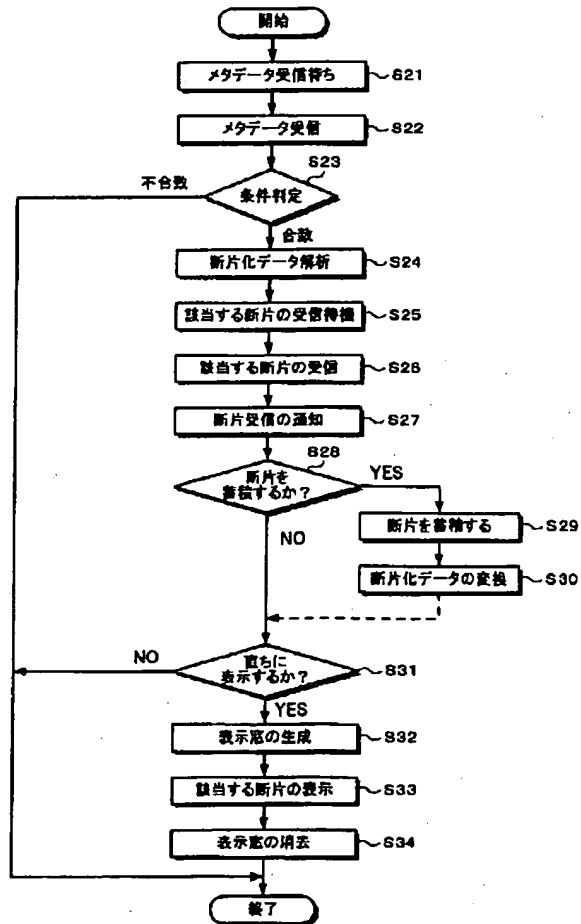 開始
メタデータ受信待ち
S21
メタデータ受信
S22
S23
不合致
条件判定
合致
断片化データ解析
S24
該当する断片の受信待機
S25
該当する断片の受信
S26
断片受信の通知
S27
S28
断片を
蓄積するか？
YES
NO
断片を蓄積する
S29
断片化データの変換
S30
NO
直ちに
表示するか？
S31
YES
表示窓の生成
S32
該当する断片の表示
S33
表示窓の消去
S34
終了